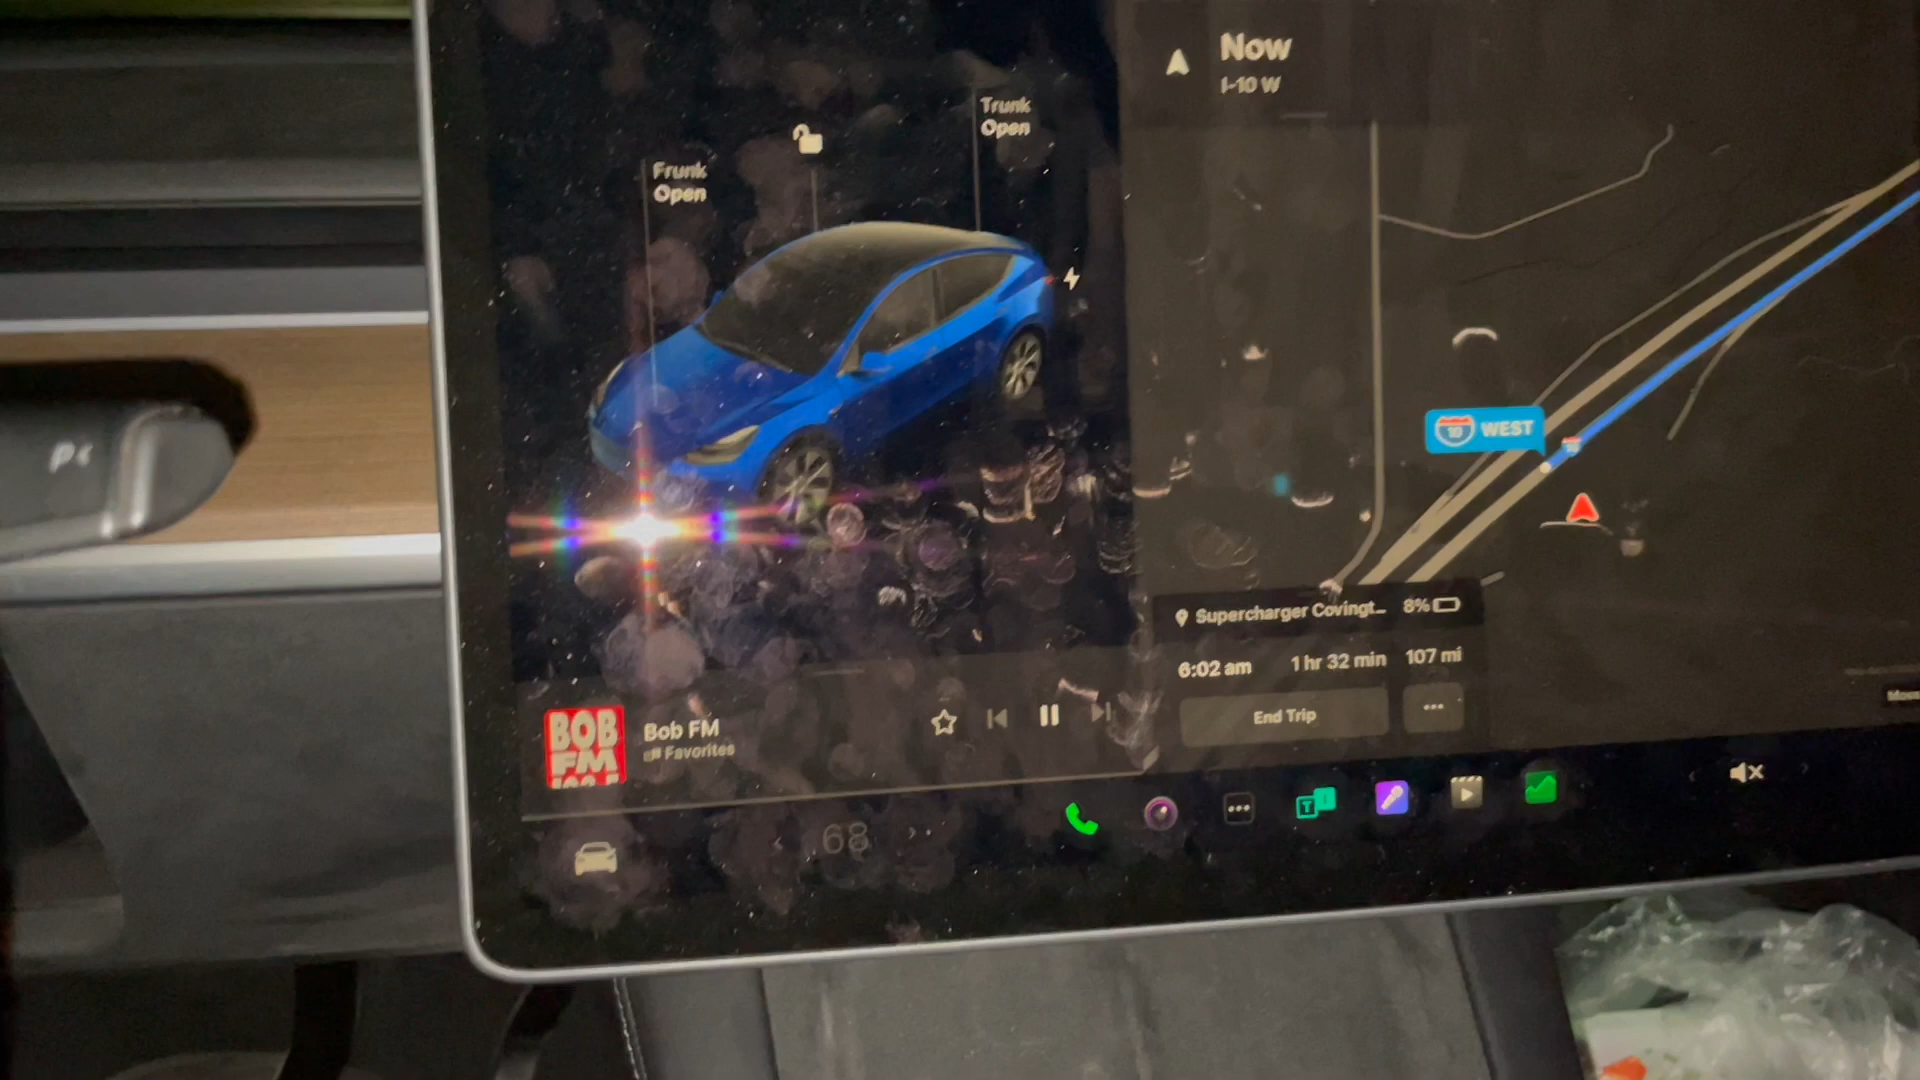 Now
I-10 W
Trunk
Open
Frunk
Open
10 WEST
Supercharger Covingt... 8%
6:02 am 1 hr 32 min 107 mi
End Trip
BOB
FM
Bob FM
Favorites
68
P
T